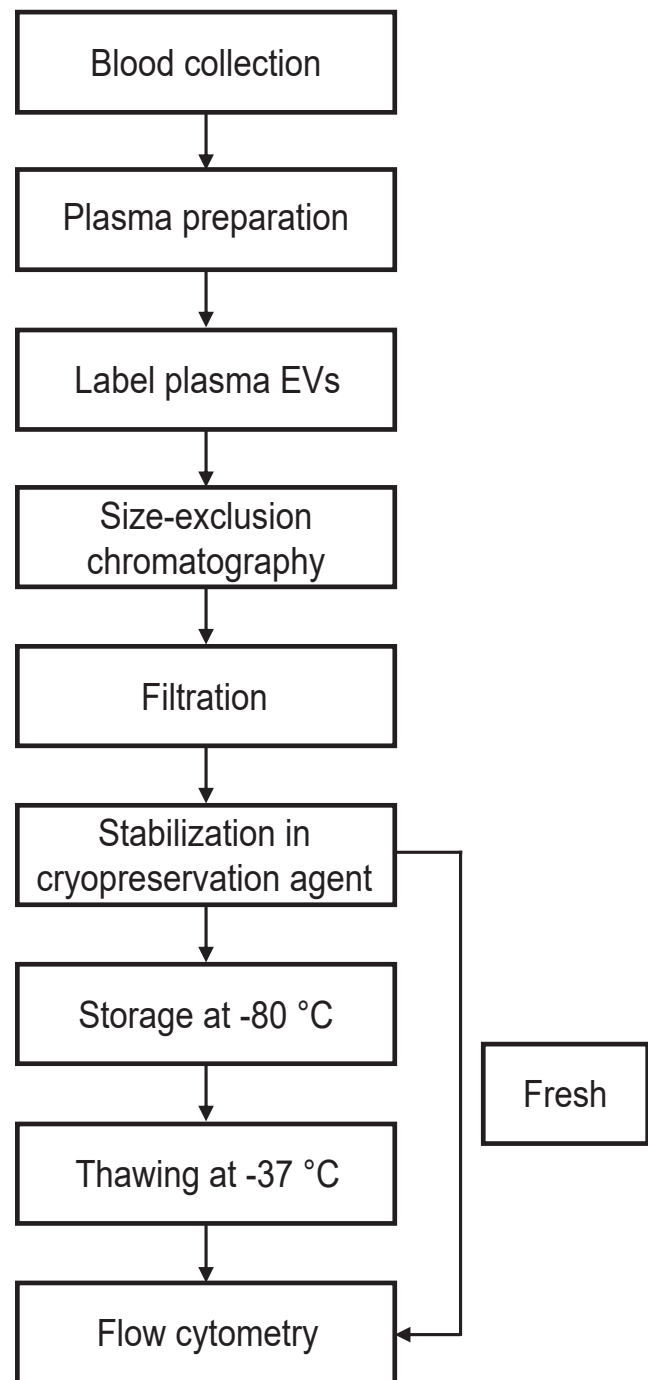 Blood collection
Plasma preparation
Label plasma EVs
Size-exclusion
chromatography
Filtration
Stabilization in
cryopreservation agent
Storage at -80 °C
Fresh
Thawing at -37 °C
Flow cytometry